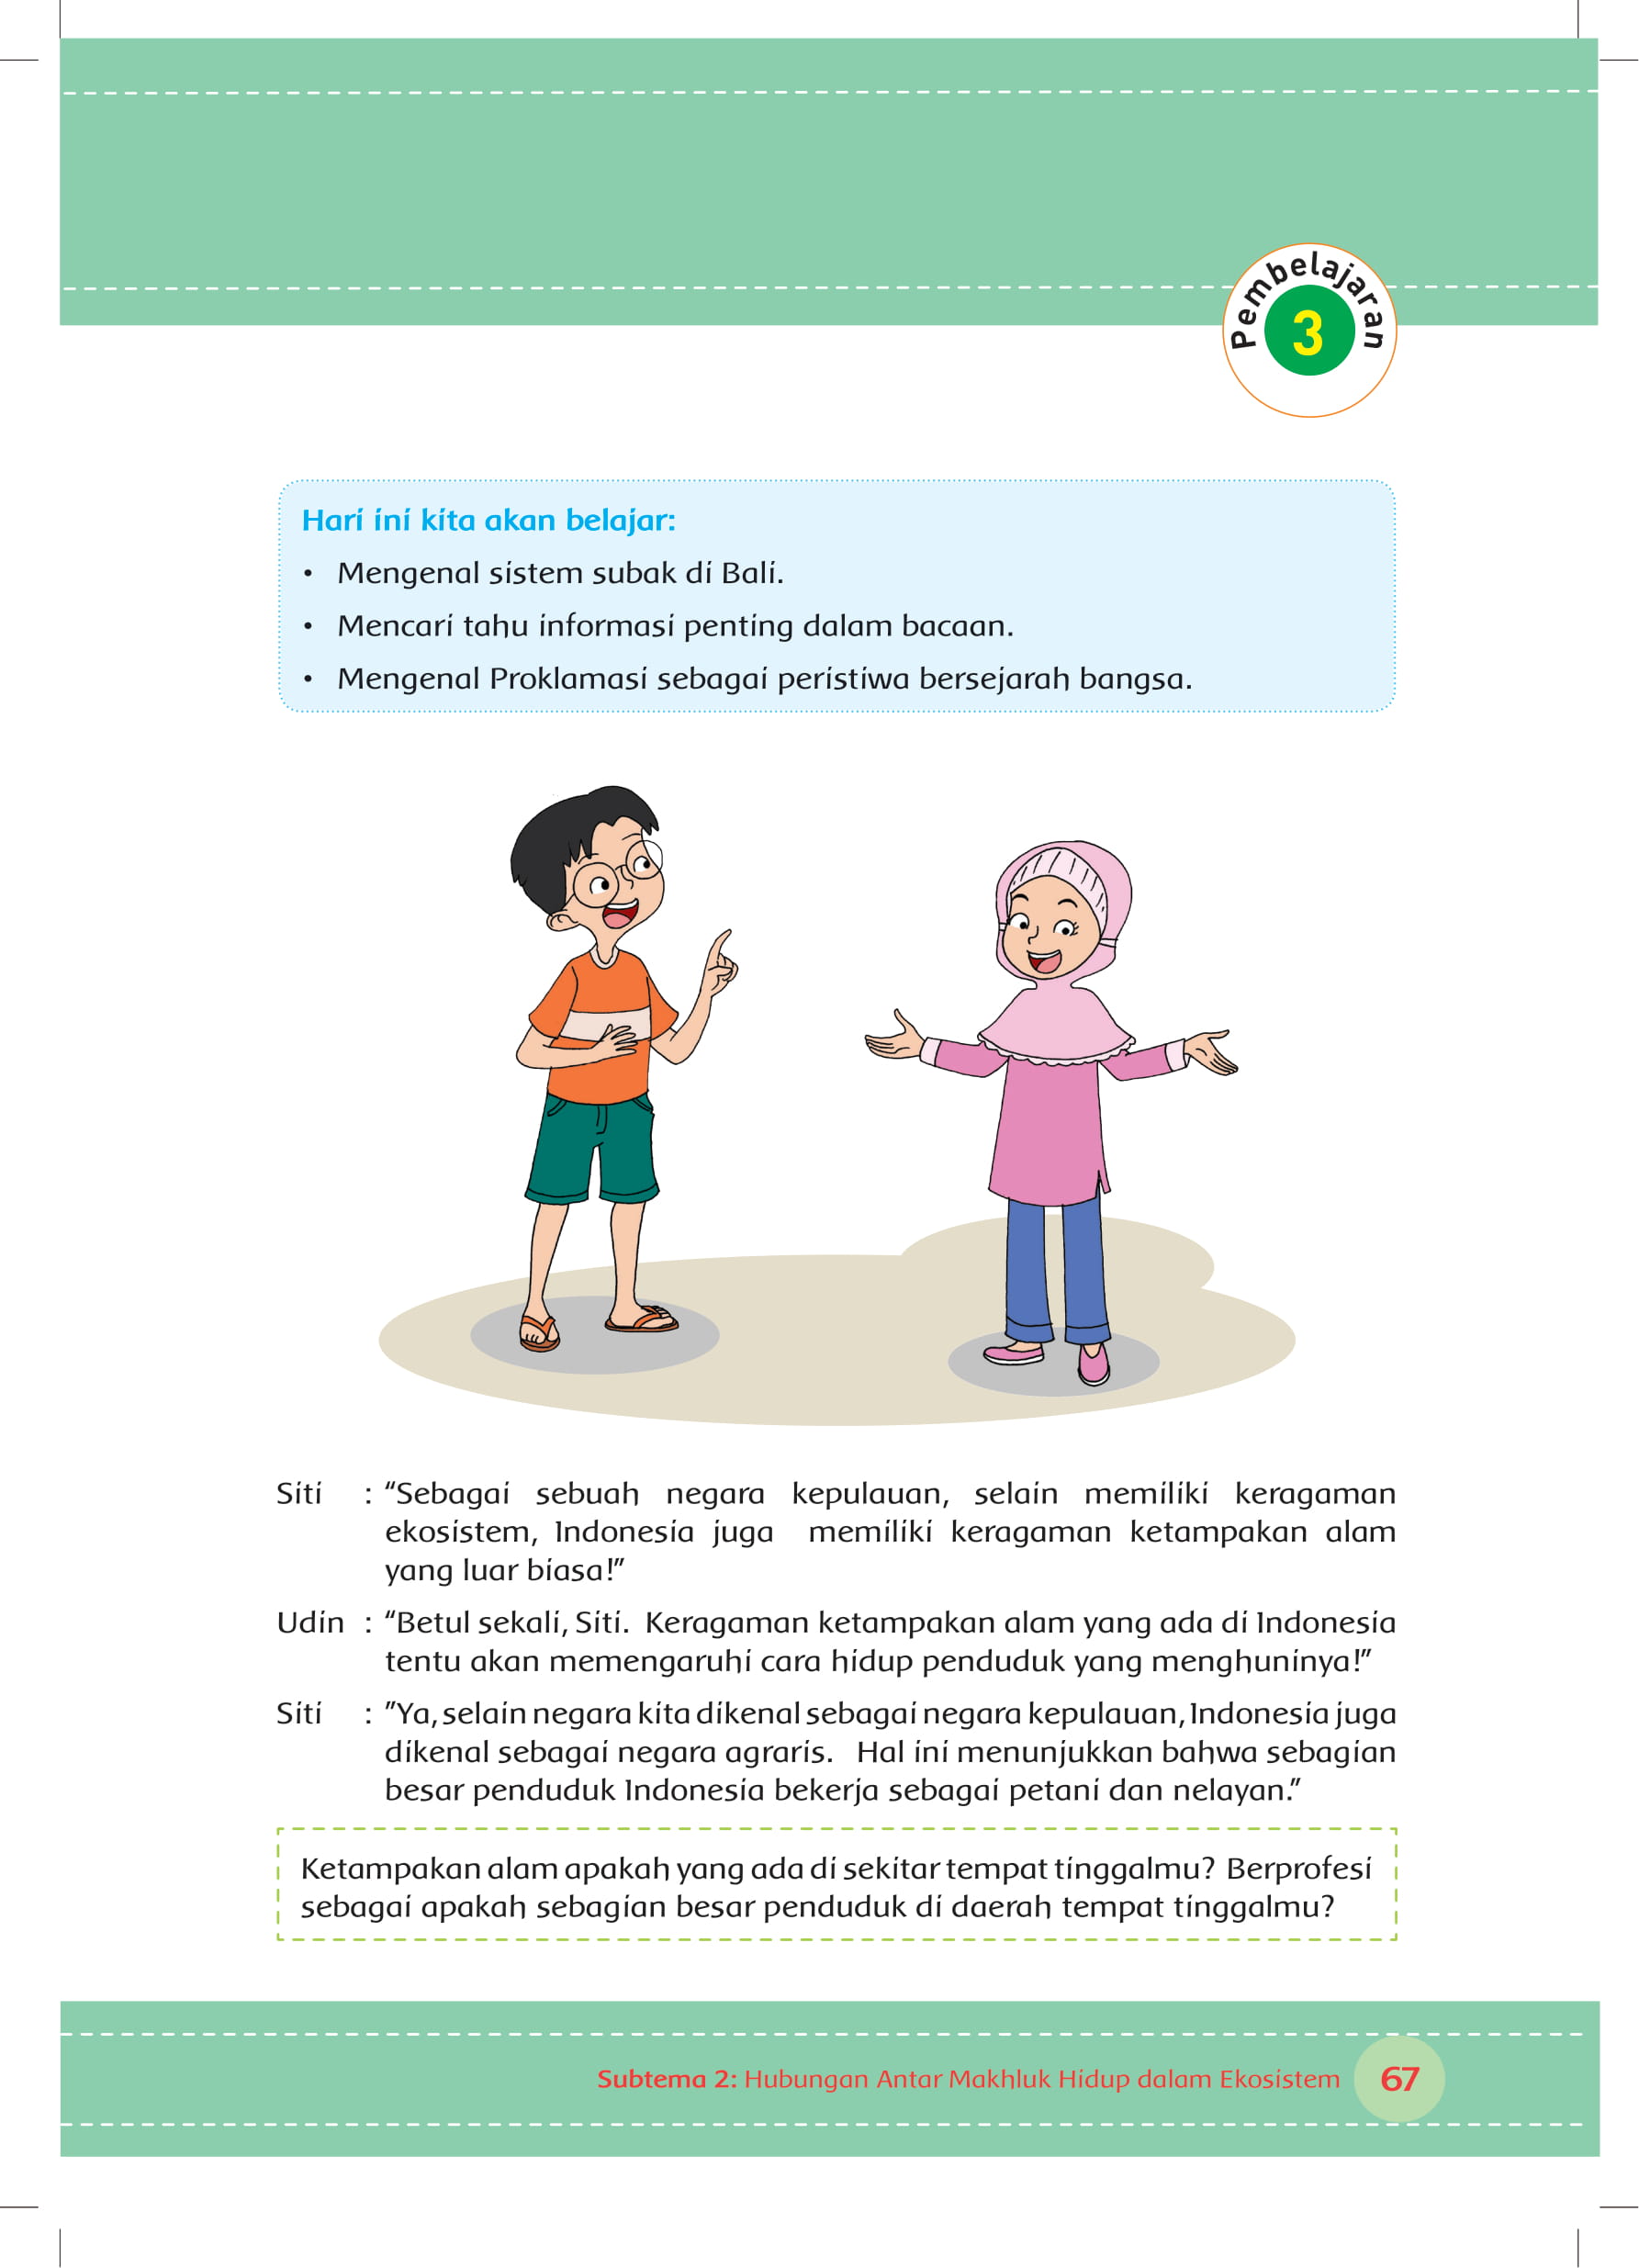 Pembelajaran
3
Hari ini kita akan belajar:
• Mengenal sistem subak di Bali.
• Mencari tahu informasi penting dalam bacaan.
• Mengenal Proklamasi sebagai peristiwa bersejarah bangsa.
Siti : “Sebagai sebuah negara kepulauan, selain memiliki keragaman
ekosistem, Indonesia juga memiliki keragaman ketampakan alam
yang luar biasa!”
Udin : “Betul sekali, Siti. Keragaman ketampakan alam yang ada di Indonesia
tentu akan memengaruhi cara hidup penduduk yang menghuninya!”
Siti : ”Ya, selain negara kita dikenal sebagai negara kepulauan, Indonesia juga
dikenal sebagai negara agraris. Hal ini menunjukkan bahwa sebagian
besar penduduk Indonesia bekerja sebagai petani dan nelayan.”
Ketampakan alam apakah yang ada di sekitar tempat tinggalmu? Berprofesi
sebagai apakah sebagian besar penduduk di daerah tempat tinggalmu?
Subtema 2: Hubungan Antar Makhluk Hidup dalam Ekosistem 67